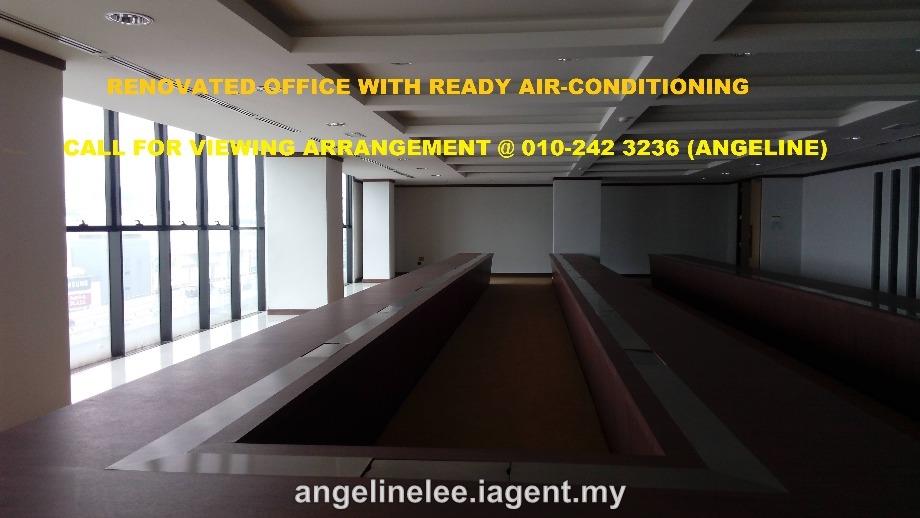 RENOVATED OFFICE WITH READY AIR-CONDITIONING
CALL FOR VIEWING ARRANGEMENT @ 010-242 3236 (ANGELINE)
angelinelee.iagent.my